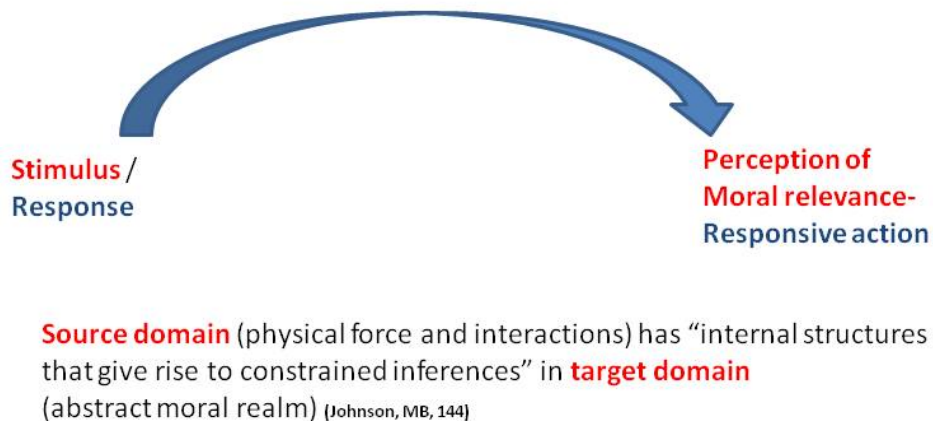 Stimulus /
Response
Perception of
Moral relevance-
Responsive action
Source domain (physical force and interactions) has “internal structures
that give rise to constrained inferences” in target domain
(abstract moral realm) (Johnson, MB, 144)